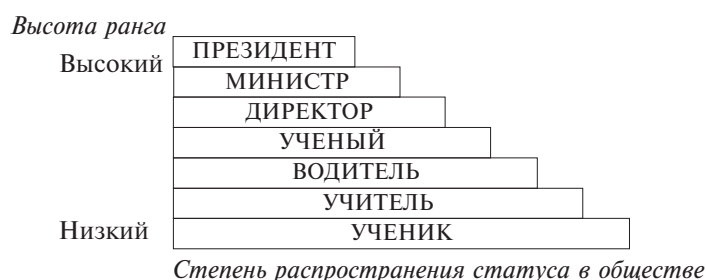 Высота ранга
Высокий
ПРЕЗИДЕНТ
МИНИСТР
ДИРЕКТОР
УЧЕНЫЙ
ВОДИТЕЛЬ
УЧИТЕЛЬ
Низкий
УЧЕНИК
Степень распространения статуса в обществе